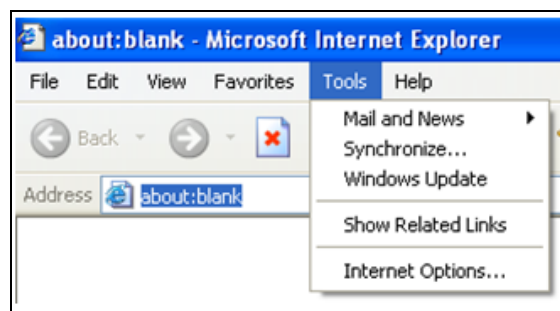 about:blank - Microsoft Internet Explorer
File Edit View Favorites Tools Help
Back
Mail and News
Synchronize...
Windows Update
Address about:blank
Show Related Links
Internet Options...